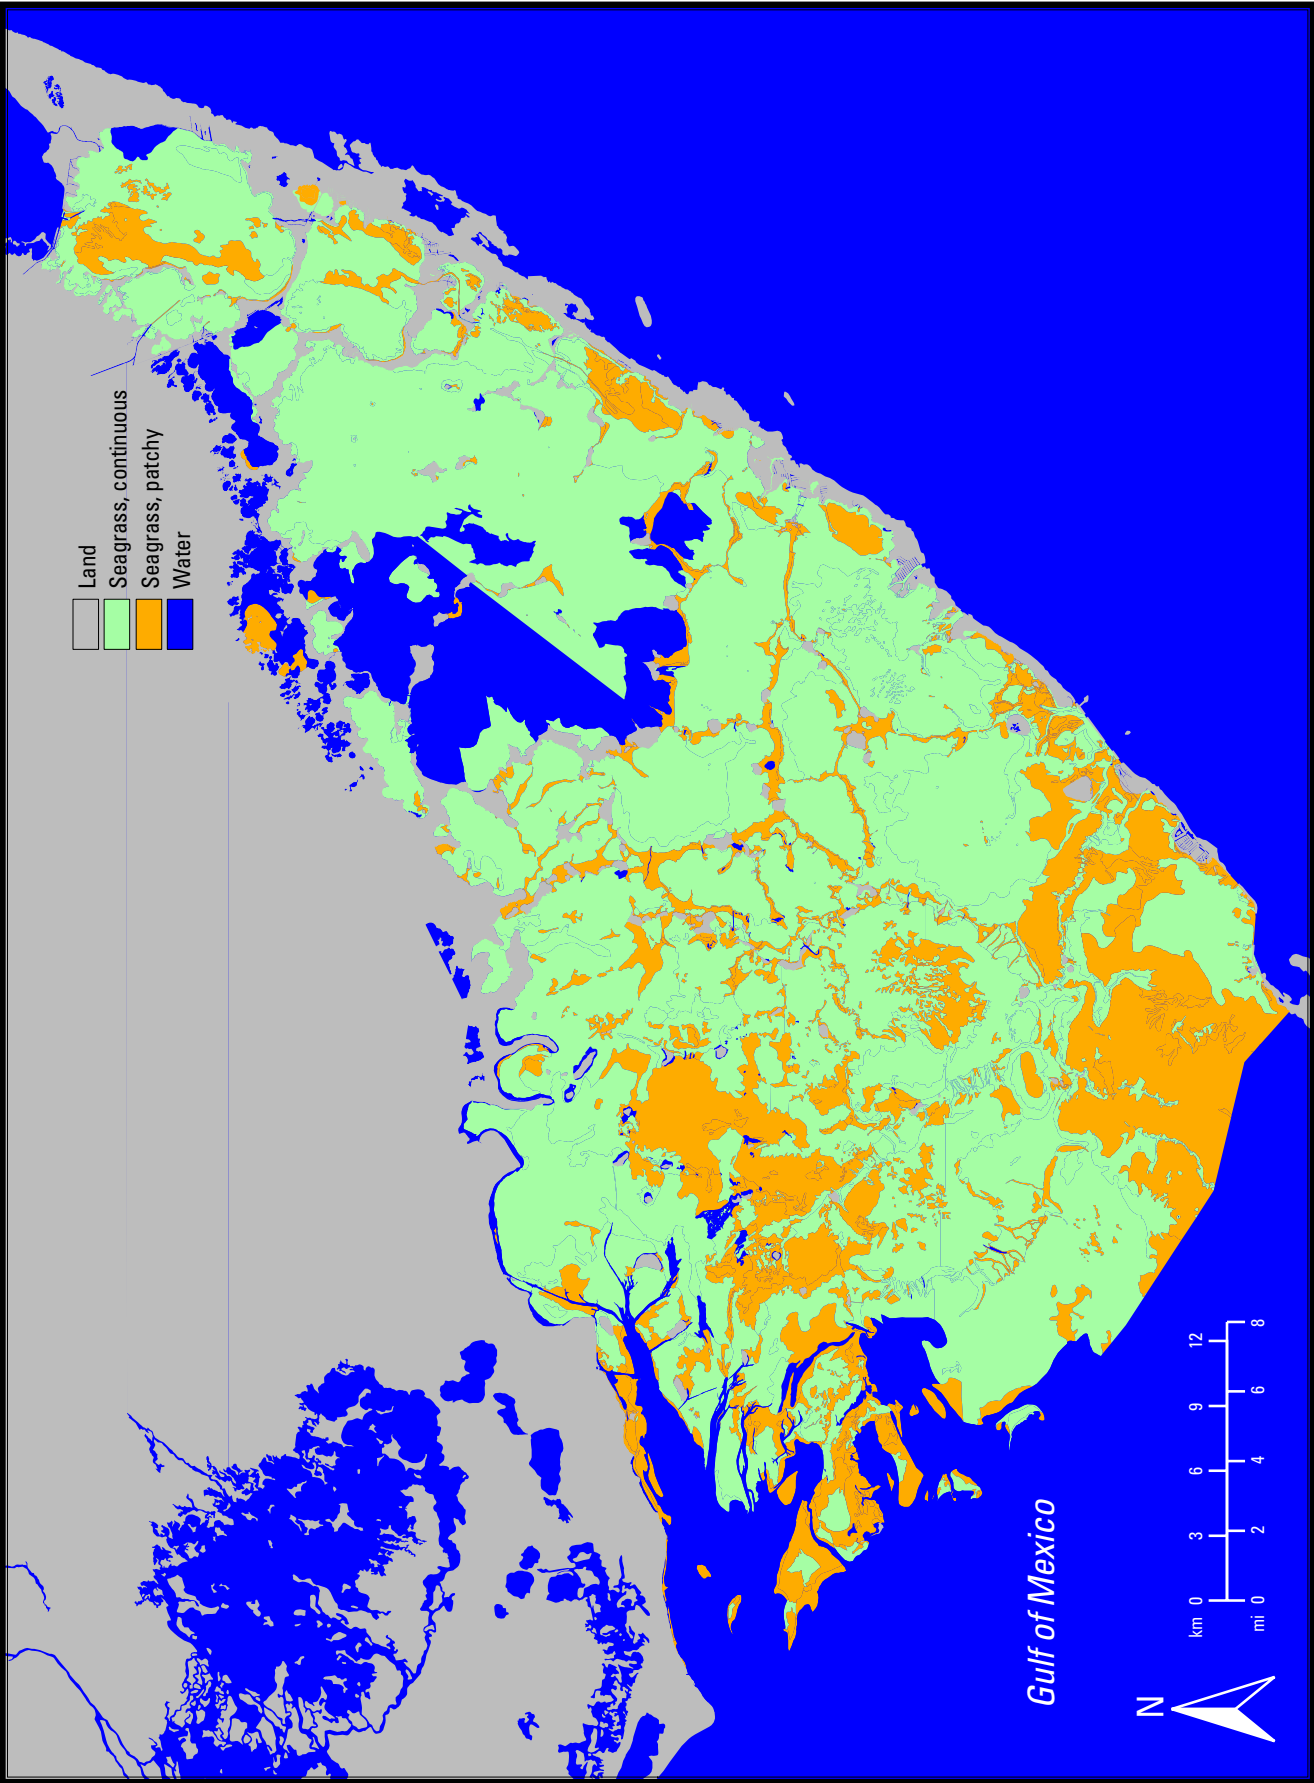 Land
Seagrass, continuous
Seagrass, patchy
Water
Gulf of Mexico
N
km 0 3 6 9 12
mi 0 2 4 6 8